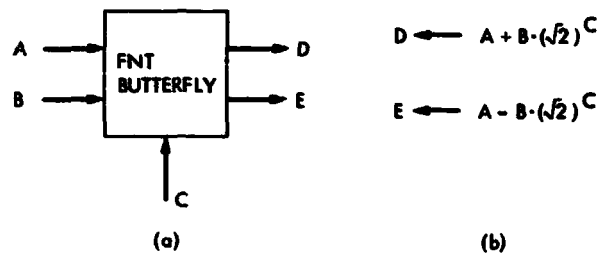 A
B
FNT
BUTTERFLY
D
E
C
(a)
D ← A + B·(√2)^C
E ← A - B·(√2)^C
(b)